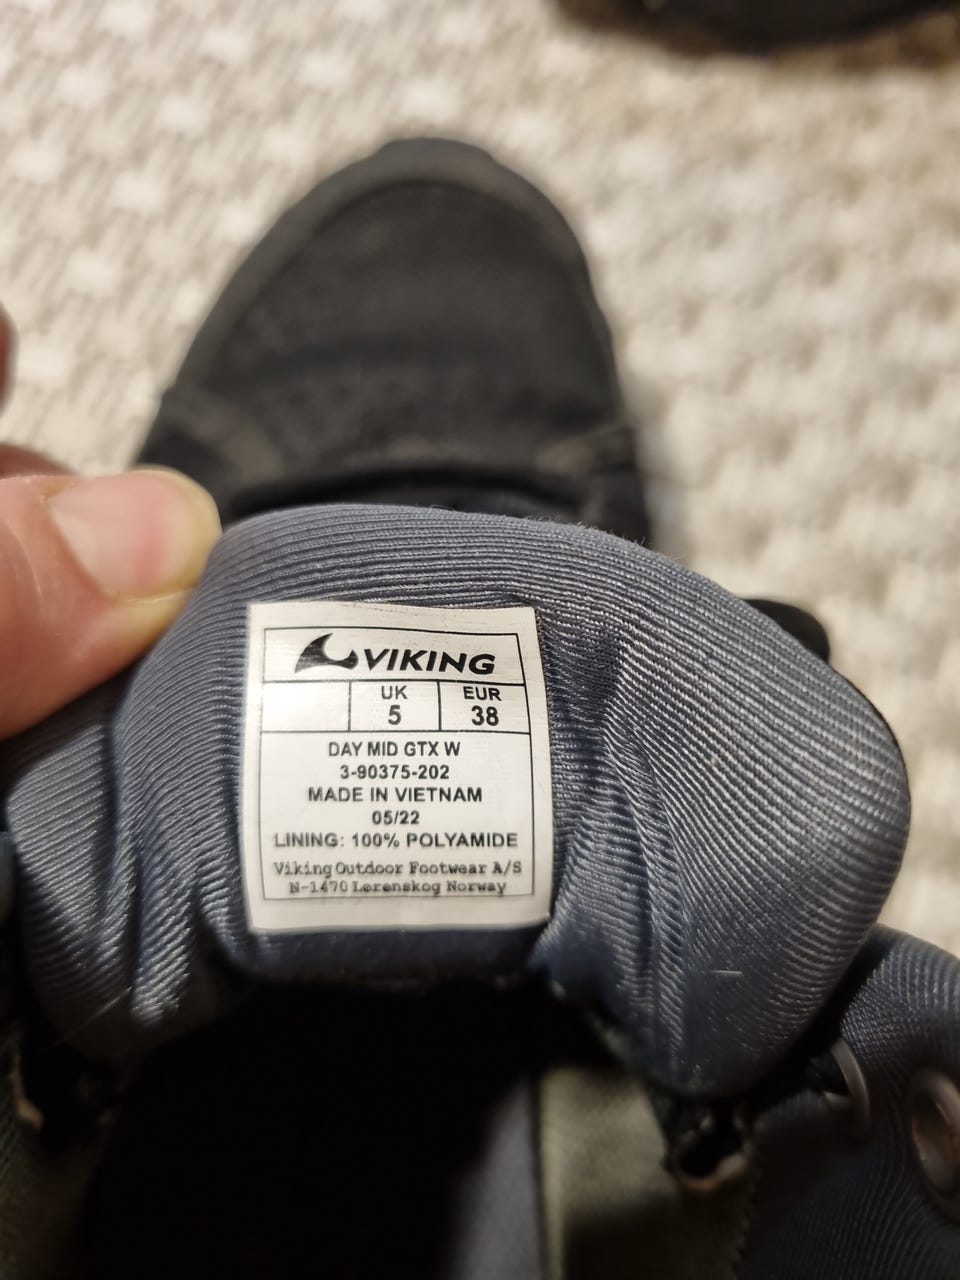 VIKING
UK EUR
5 38
DAY MID GTX W
3-90375-202
MADE IN VIETNAM
05/22
LINING: 100% POLYAMIDE
Viking Outdoor Footwear A/S
N-1470 Lørenskog Norway